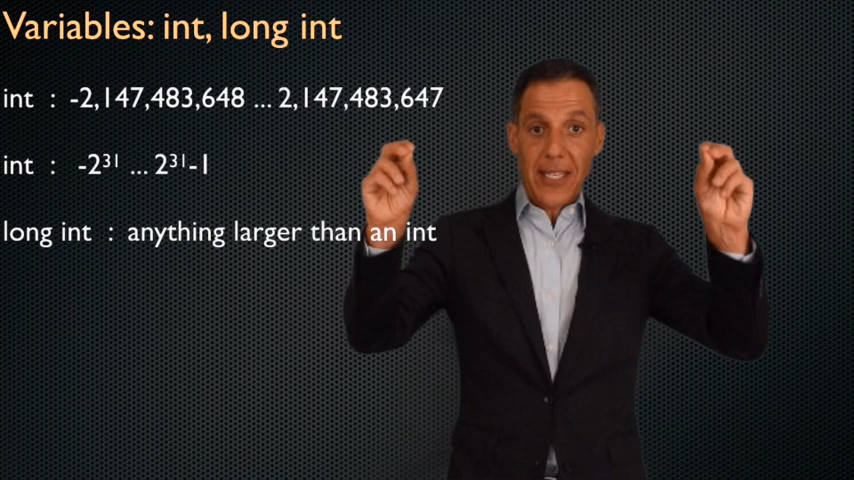 Variables: int, long int
int : -2,147,483,648 ... 2,147,483,647
int : -2³¹ ... 2³¹-1
long int : anything larger than an int